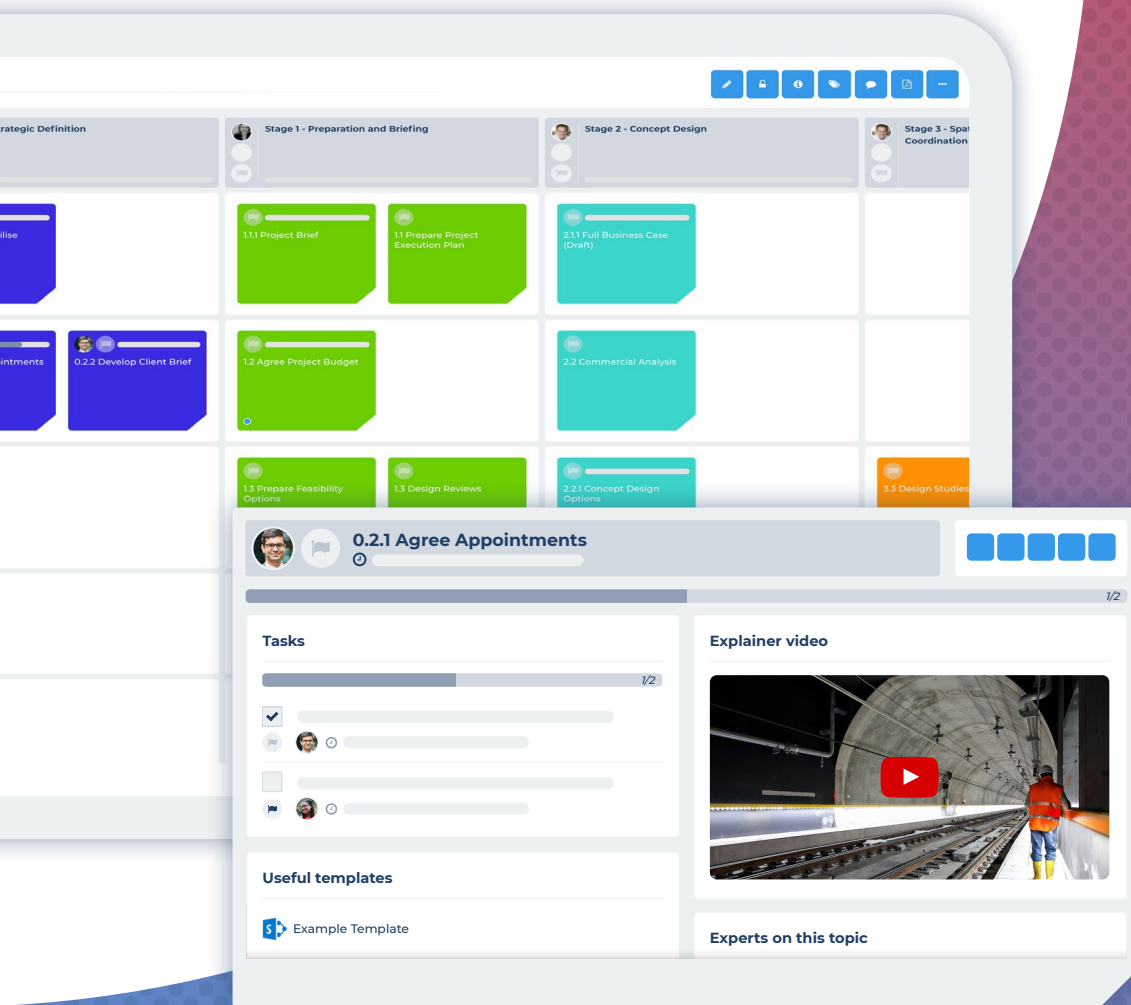 Definition
Stage 1 - Preparation and Briefing
Stage 2 - Concept Design
Stage 3 -
Coordination
1.1.1 Project Brief
1.1 Prepare Project
Execution Plan
2.1.1 Full Business Case
(Draft)
0.2.2 Develop Client Brief
1.2 Agree Project Budget
2.2 Commercial Analysis
1.3 Prepare Feasibility
Options
1.3 Design Reviews
2.2.1 Concept Design
Options
3.3 Design Studies
0.2.1 Agree Appointments
1/2
Tasks
1/2
Explainer video
Useful templates
S
Example Template
Experts on this topic